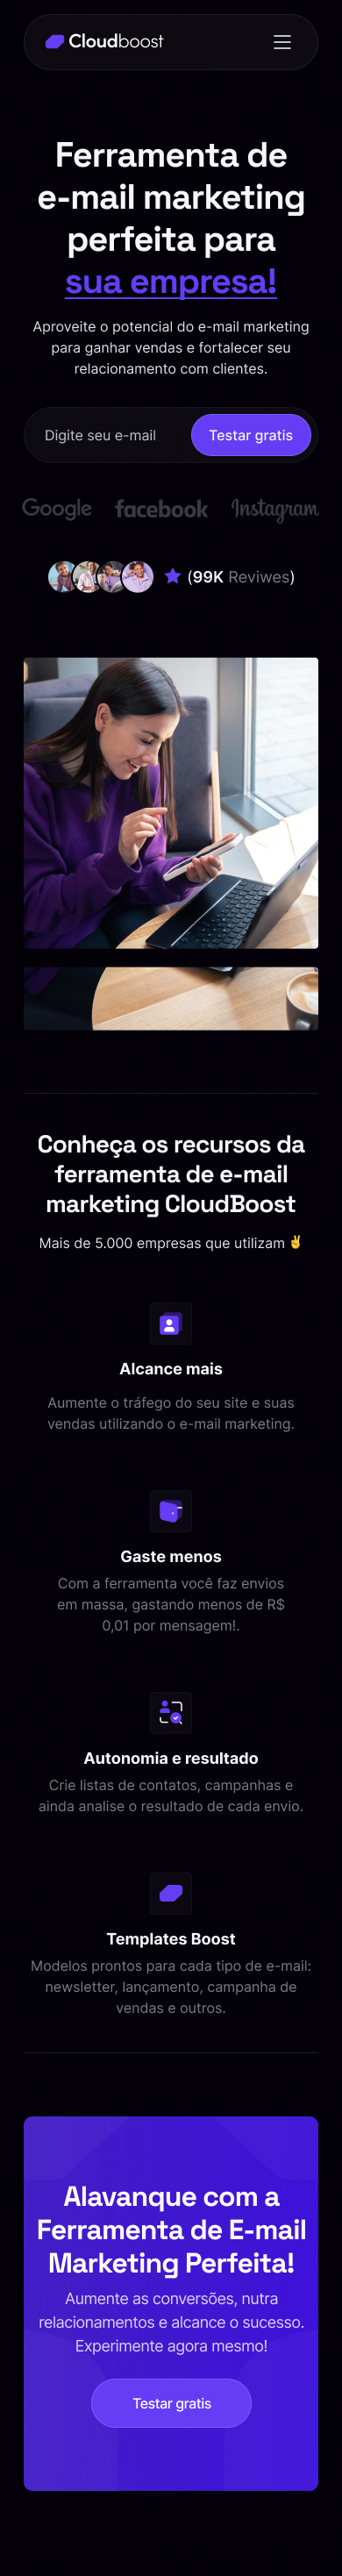 Cloudboost
Ferramenta de
e-mail marketing
perfeita para
sua empresa!
Aproveite o potencial do e-mail marketing
para ganhar vendas e fortalecer seu
relacionamento com clientes.
Digite seu e-mail
Testar gratis
Google facebook Instagram
(99K Reviwes)
Conheça os recursos da
ferramenta de e-mail
marketing CloudBoost
Mais de 5.000 empresas que utilizam ✌️
Alcance mais
Aumente o tráfego do seu site e suas
vendas utilizando o e-mail marketing.
Gaste menos
Com a ferramenta você faz envios
em massa, gastando menos de R$
0,01 por mensagem!.
Autonomia e resultado
Crie listas de contatos, campanhas e
ainda analise o resultado de cada envio.
Templates Boost
Modelos prontos para cada tipo de e-mail:
newsletter, lançamento, campanha de
vendas e outros.
Alavanque com a
Ferramenta de E-mail
Marketing Perfeita!
Aumente as conversões, nutra
relacionamentos e alcance o sucesso.
Experimente agora mesmo!
Testar gratis